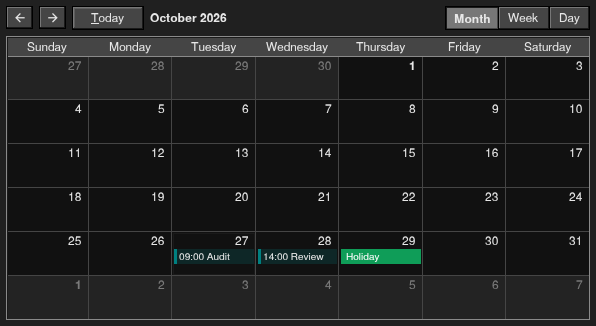 Today October 2026 Month Week Day
Sunday Monday Tuesday Wednesday Thursday Friday Saturday
27 28 29 30 1 2 3
4 5 6 7 8 9 10
11 12 13 14 15 16 17
18 19 20 21 22 23 24
25 26 27 28 29 30 31
09:00 Audit 14:00 Review Holiday
1 2 3 4 5 6 7